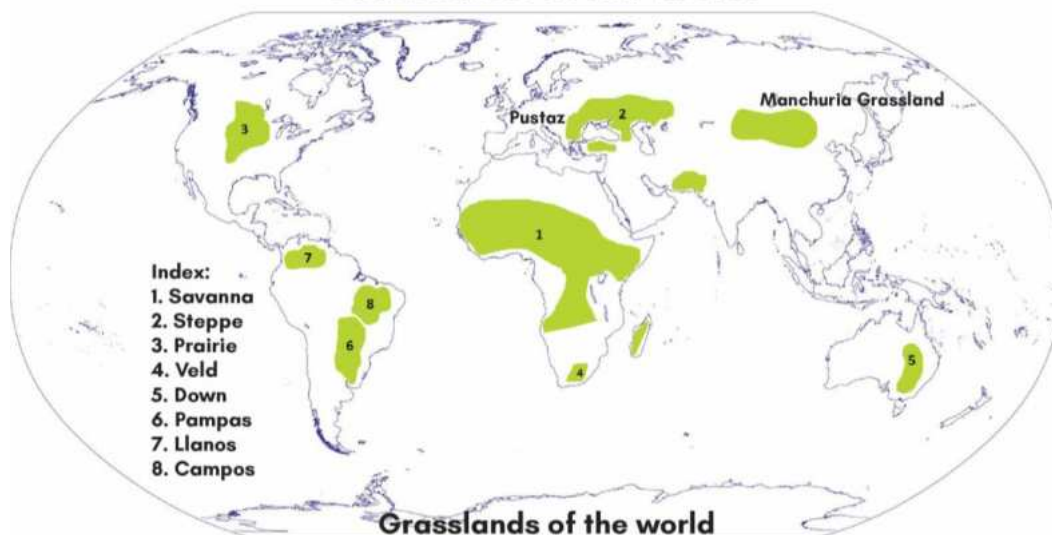 Pustaz
2
Manchuria Grassland
3
1
7
8
6
4
5
Index:
1. Savanna
2. Steppe
3. Prairie
4. Veld
5. Down
6. Pampas
7. Llanos
8. Campos
Grasslands of the world